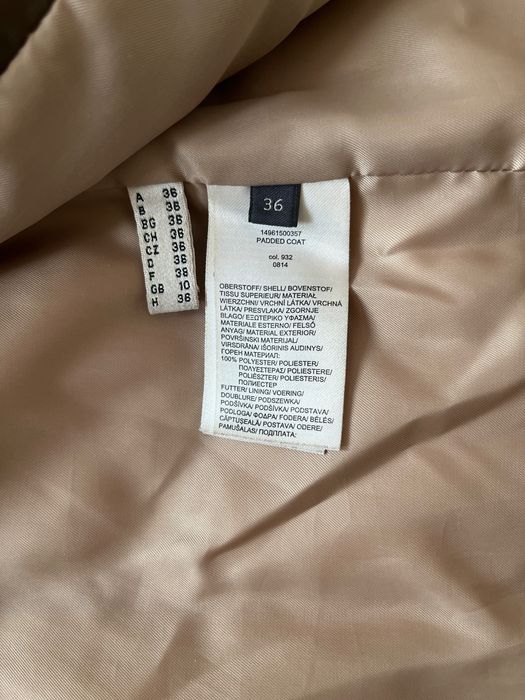 A 36
B 36
BG 36
CH 36
CZ 36
D 36
F 38
GB 10
H 36
36
14961500357
PADDED COAT
col. 932
0814
OBERSTOFF/ SHELL/ BOVENSTOF/
TISSU SUPERIEUR/ MATERIAŁ
WIERZCHNI/ VRCHNÍ LÁTKA/ VRCHNÁ
LÁTKA/ PRESVLAKA/ ZGORNJE
BLAGO/ ΕΞΩΤΕΡΙΚΟ ΥΦΑΣΜΑ/
MATERIALE ESTERNO/ FELSŐ
ANYAG/ MATERIAL EXTERIOR/
POVRŠINSKI MATERIJAL/
VIRSDRĀNA/ IŠORINIS AUDINYS/
ГОРЕН МАТЕРИАЛ:
100% POLYESTER/ POLIESTER/
ΠΟΛΥΕΣΤΕΡΑΣ/ POLIESTERE/
POLIÉSZTER/ POLIESTERIS/
ПОЛИЕСТЕР
FUTTER/ LINING/ VOERING/
DOUBLURE/ PODSZEWKA/
PODŠÍVKA/ PODŠÍVKA/ PODSTAVA/
PODLOGA/ ΦΟΔΡΑ/ FODERA/ BÉLÉS/
CĂPTUŞEALĂ/ POSTAVA/ ODERE/
PAMUŠALAS/ ПОДПЛАТА: